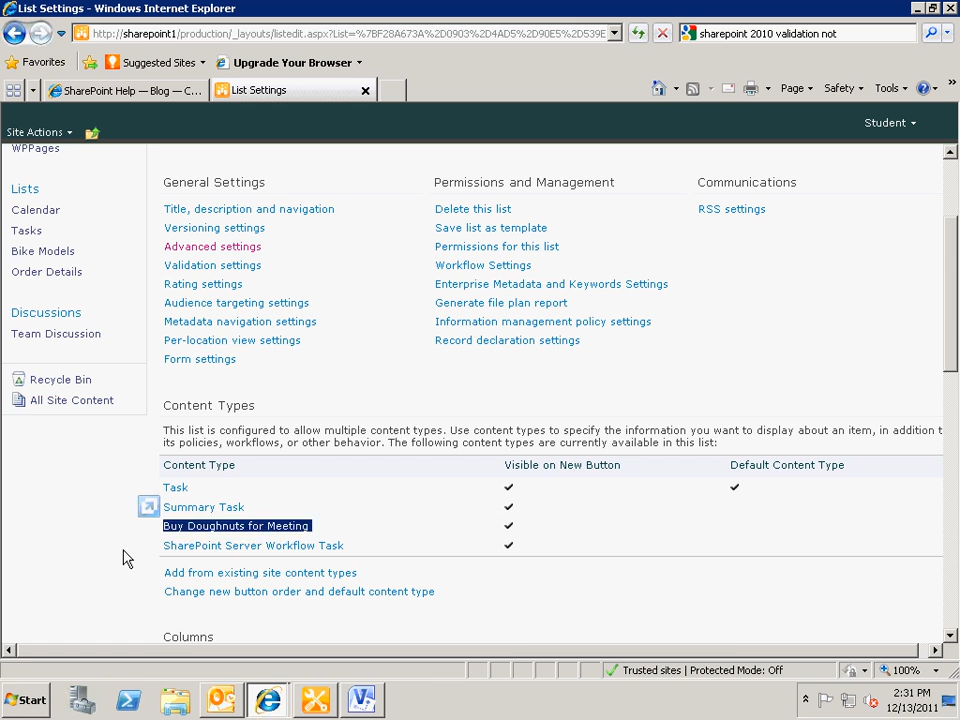 List Settings - Windows Internet Explorer
http://sharepoint1/production/_layouts/listedit.aspx?List=%7BF28A673A%2D0903%2D4AD5%2D90E5%2D539E
sharepoint 2010 validation not
Favorites
Suggested Sites
Upgrade Your Browser
SharePoint Help — Blog — C...
List Settings
Page
Safety
Tools
»
Site Actions
Student
WPPages
Lists
Calendar
Tasks
Bike Models
Order Details
Discussions
Team Discussion
Recycle Bin
All Site Content
General Settings
Title, description and navigation
Versioning settings
Advanced settings
Validation settings
Rating settings
Audience targeting settings
Metadata navigation settings
Per-location view settings
Form settings
Permissions and Management
Delete this list
Save list as template
Permissions for this list
Workflow Settings
Enterprise Metadata and Keywords Settings
Generate file plan report
Information management policy settings
Record declaration settings
Communications
RSS settings
Content Types
This list is configured to allow multiple content types. Use content types to specify the information you want to display about an item, in addition t
its policies, workflows, or other behavior. The following content types are currently available in this list:
Content Type Visible on New Button Default Content Type
Task
Summary Task
Buy Doughnuts for Meeting
SharePoint Server Workflow Task
Add from existing site content types
Change new button order and default content type
Columns
Trusted sites | Protected Mode: Off
100%
Start
2:31 PM
12/13/2011